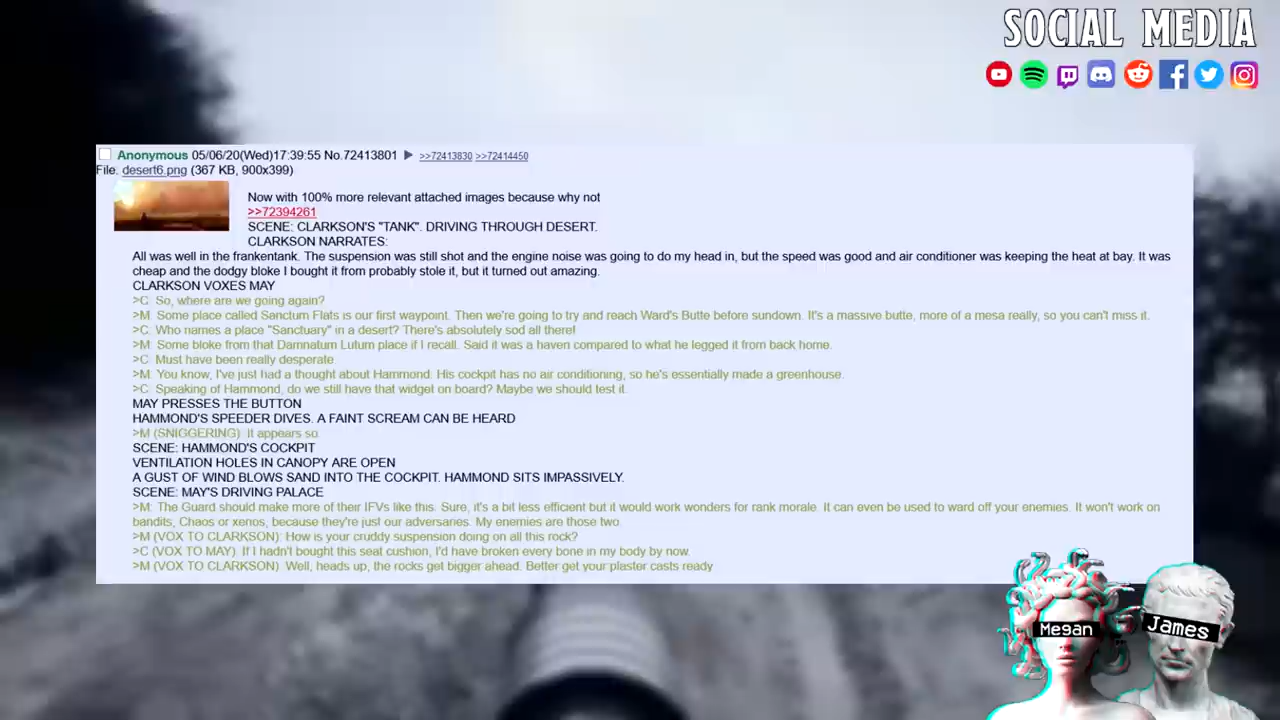 SOCIAL MEDIA
Anonymous 05/06/20(Wed)17:39:55 No.72413801 ▶ >>72413830 >>72414450
File: desert6.png (367 KB, 900x399)
Now with 100% more relevant attached images because why not
>>72394261
SCENE: CLARKSON'S "TANK". DRIVING THROUGH DESERT.
CLARKSON NARRATES:
All was well in the frankentank. The suspension was still shot and the engine noise was going to do my head in, but the speed was good and air conditioner was keeping the heat at bay. It was
cheap and the dodgy bloke I bought it from probably stole it, but it turned out amazing.
CLARKSON VOXES MAY
>C: So, where are we going again?
>M: Some place called Sanctum Flats is our first waypoint. Then we're going to try and reach Ward's Butte before sundown. It's a massive butte, more of a mesa really, so you can't miss it.
>C: Who names a place "Sanctuary" in a desert? There's absolutely sod all there!
>M: Some bloke from that Damnatum Lutum place if I recall. Said it was a haven compared to what he legged it from back home.
>C: Must have been really desperate.
>M: You know, I've just had a thought about Hammond. His cockpit has no air conditioning, so he's essentially made a greenhouse.
>C: Speaking of Hammond, do we still have that widget on board? Maybe we should test it.
MAY PRESSES THE BUTTON
HAMMOND'S SPEEDER DIVES. A FAINT SCREAM CAN BE HEARD
>M (SNIGGERING): It appears so.
SCENE: HAMMOND'S COCKPIT
VENTILATION HOLES IN CANOPY ARE OPEN
A GUST OF WIND BLOWS SAND INTO THE COCKPIT. HAMMOND SITS IMPASSIVELY.
SCENE: MAY'S DRIVING PALACE
>M: The Guard should make more of their IFVs like this. Sure, it's a bit less efficient but it would work wonders for rank morale. It can even be used to ward off your enemies. It won't work on
bandits, Chaos or xenos, because they're just our adversaries. My enemies are those two.
>M (VOX TO CLARKSON): How is your cruddy suspension doing on all this rock?
>C (VOX TO MAY): If I hadn't bought this seat cushion, I'd have broken every bone in my body by now.
>M (VOX TO CLARKSON): Well, heads up, the rocks get bigger ahead. Better get your plaster casts ready
Megan
James